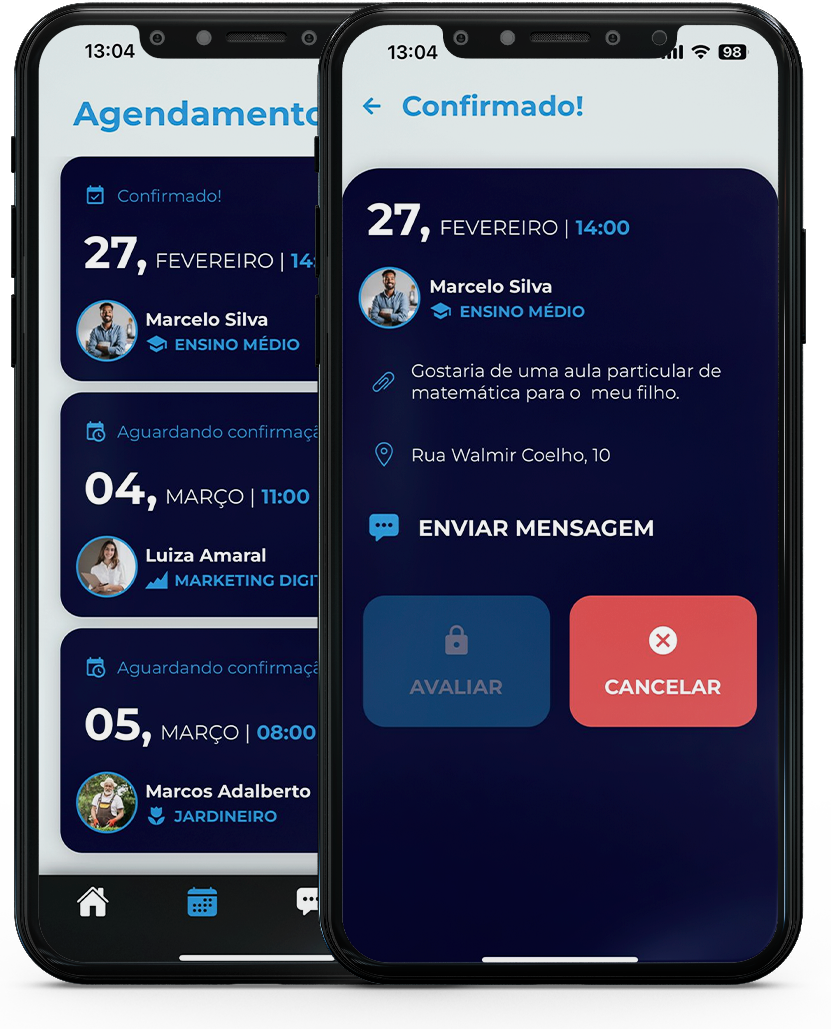 13:04
Agendamento
Confirmado!
27, FEVEREIRO | 14:
Marcelo Silva
ENSINO MÉDIO
Aguardando confirmaçã
04, MARÇO | 11:00
Luiza Amaral
MARKETING DIGIT
Aguardando confirmaçã
05, MARÇO | 08:00
Marcos Adalberto
JARDINEIRO
13:04
98
Confirmado!
27, FEVEREIRO | 14:00
Marcelo Silva
ENSINO MÉDIO
Gostaria de uma aula particular de
matemática para o meu filho.
Rua Walmir Coelho, 10
ENVIAR MENSAGEM
AVALIAR
CANCELAR